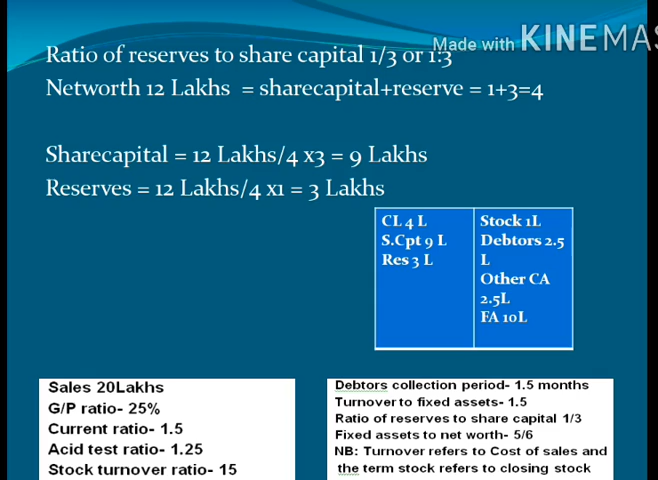 Made with KINEMAS
Ratio of reserves to share capital 1/3 or 1:3
Networth 12 Lakhs = sharecapital+reserve = 1+3=4
Sharecapital = 12 Lakhs/4 x3 = 9 Lakhs
Reserves = 12 Lakhs/4 x1 = 3 Lakhs
CL 4 L
S.Cpt 9 L
Res 3 L
Stock 1L
Debtors 2.5
L
Other CA
2.5L
FA 10L
Sales 20Lakhs
G/P ratio- 25%
Current ratio- 1.5
Acid test ratio- 1.25
Stock turnover ratio- 15
Debtors collection period- 1.5 months
Turnover to fixed assets- 1.5
Ratio of reserves to share capital 1/3
Fixed assets to net worth- 5/6
NB: Turnover refers to Cost of sales and
the term stock refers to closing stock